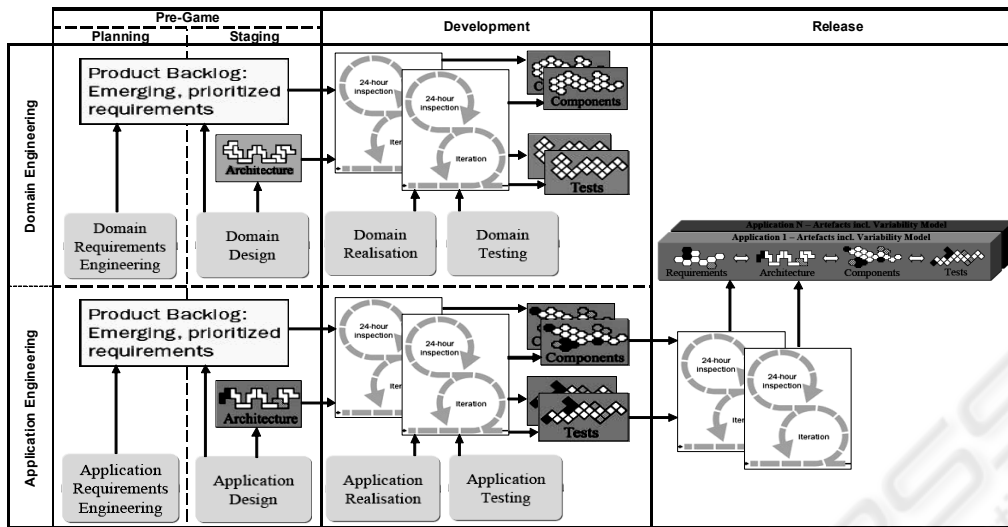 Pre-Game
Development
Release
Planning
Staging
Domain Engineering
Product Backlog:
Emerging, prioritized
requirements
Architecture
Domain
Requirements
Engineering
Domain
Design
24-hour
inspection
24-hour
inspection
Iteration
Components
Tests
Domain
Realisation
Domain
Testing
Application N – Artefacts incl. Variability Model
Application 1 – Artefacts incl. Variability Model
Requirements
Architecture
Components
Tests
Application Engineering
Product Backlog:
Emerging, prioritized
requirements
Architecture
Application
Requirements
Engineering
Application
Design
24-hour
inspection
24-hour
inspection
Iteration
Components
Tests
Application
Realisation
Application
Testing
24-hour
inspection
24-hour
inspection
Iteration